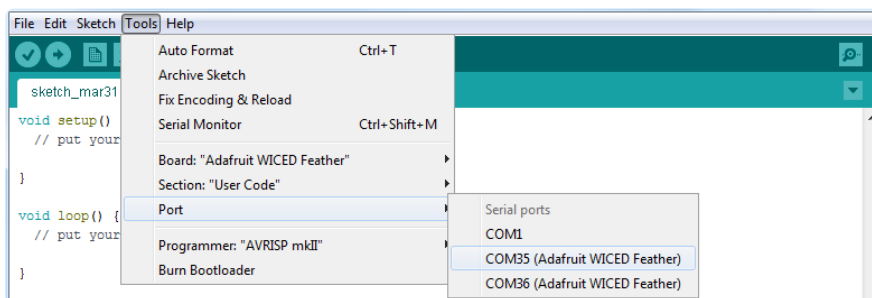 File Edit Sketch Tools Help
Auto Format Ctrl+T
Archive Sketch
Fix Encoding & Reload
Serial Monitor Ctrl+Shift+M
Board: "Adafruit WICED Feather"
Section: "User Code"
Port
Programmer: "AVRISP mkII"
Burn Bootloader
Serial ports
COM1
COM35 (Adafruit WICED Feather)
COM36 (Adafruit WICED Feather)
sketch_mar31
void setup()
// put your
}
void loop() {
// put your
}